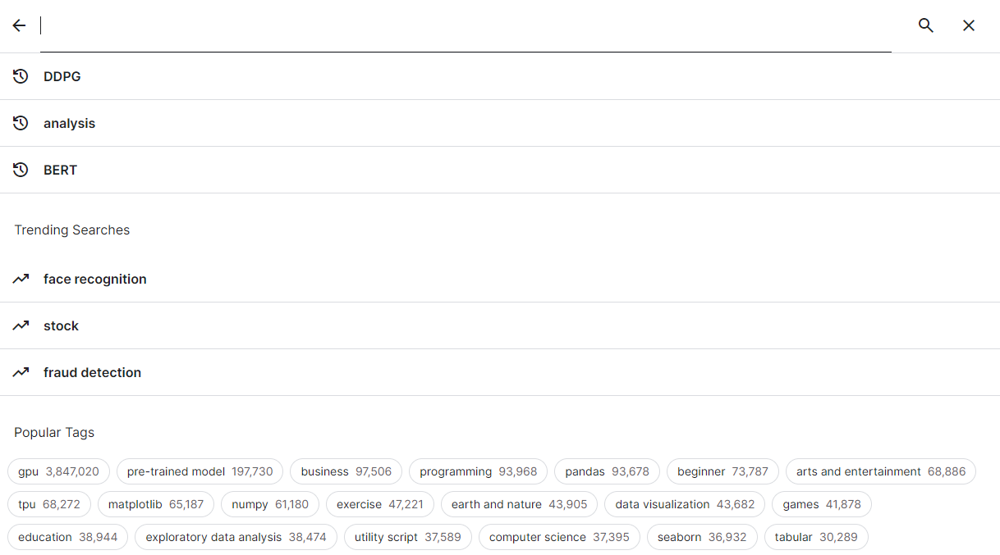 DDPG
analysis
BERT
Trending Searches
face recognition
stock
fraud detection
Popular Tags
gpu 3,847,020 pre-trained model 197,730 business 97,506 programming 93,968 pandas 93,678 beginner 73,787 arts and entertainment 68,886
tpu 68,272 matplotlib 65,187 numpy 61,180 exercise 47,221 earth and nature 43,905 data visualization 43,682 games 41,878
education 38,944 exploratory data analysis 38,474 utility script 37,589 computer science 37,395 seaborn 36,932 tabular 30,289